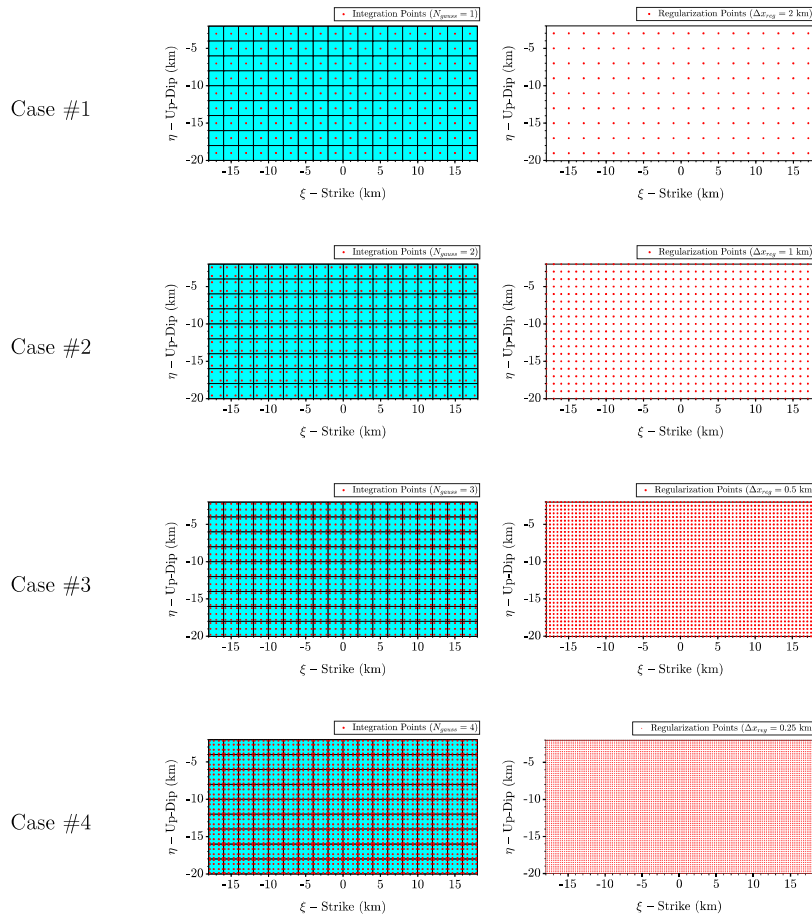 Case #1
Integration Points (N_gauss = 1)
-5
-10
-15
-20
η − Up-Dip (km)
-15 -10 -5 0 5 10 15
ξ − Strike (km)
Regularization Points (Δx_reg = 2 km)
-5
-10
-15
-20
η − Up-Dip (km)
-15 -10 -5 0 5 10 15
ξ − Strike (km)
Case #2
Integration Points (N_gauss = 2)
-5
-10
-15
-20
η − Up-Dip (km)
-15 -10 -5 0 5 10 15
ξ − Strike (km)
Regularization Points (Δx_reg = 1 km)
-5
-10
-15
-20
η − Up-Dip (km)
-15 -10 -5 0 5 10 15
ξ − Strike (km)
Case #3
Integration Points (N_gauss = 3)
-5
-10
-15
-20
η − Up-Dip (km)
-15 -10 -5 0 5 10 15
ξ − Strike (km)
Regularization Points (Δx_reg = 0.5 km
-5
-10
-15
-20
η − Up-Dip (km)
-15 -10 -5 0 5 10 15
ξ − Strike (km)
Case #4
Integration Points (N_gauss = 4)
-5
-10
-15
-20
η − Up-Dip (km)
-15 -10 -5 0 5 10 15
ξ − Strike (km)
Regularization Points (Δx_reg = 0.25 km
-5
-10
-15
-20
η − Up-Dip (km)
-15 -10 -5 0 5 10 15
ξ − Strike (km)